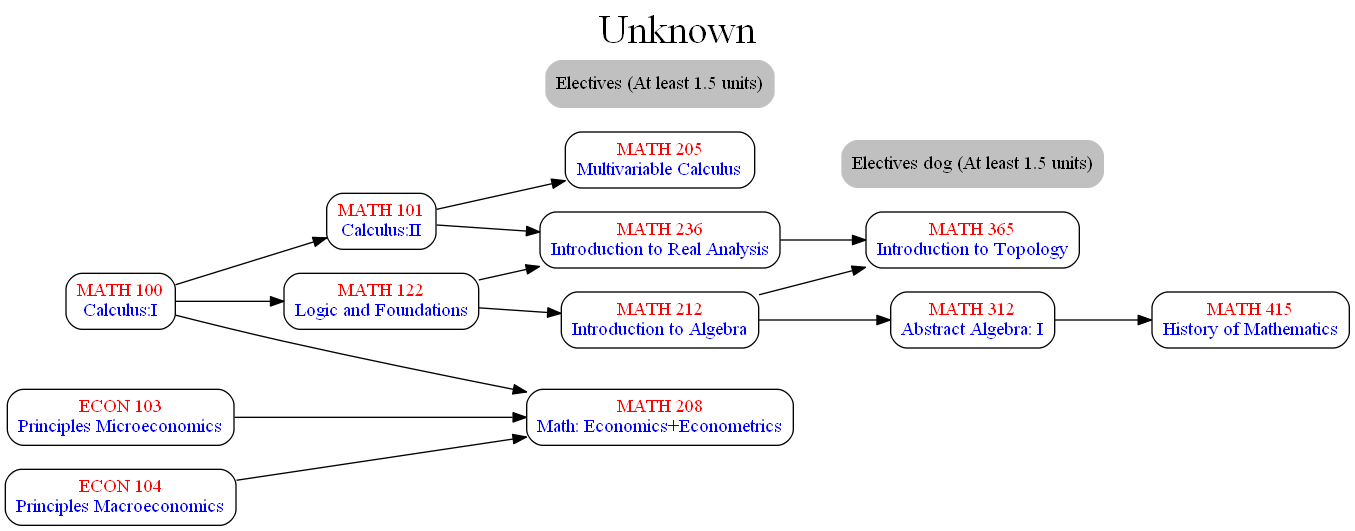 Unknown
Electives (At least 1.5 units)
MATH 205
Multivariable Calculus
Electives dog (At least 1.5 units)
MATH 101
Calculus:II
MATH 236
Introduction to Real Analysis
MATH 365
Introduction to Topology
MATH 100
Calculus:I
MATH 122
Logic and Foundations
MATH 212
Introduction to Algebra
MATH 312
Abstract Algebra: I
MATH 415
History of Mathematics
ECON 103
Principles Microeconomics
MATH 208
Math: Economics+Econometrics
ECON 104
Principles Macroeconomics